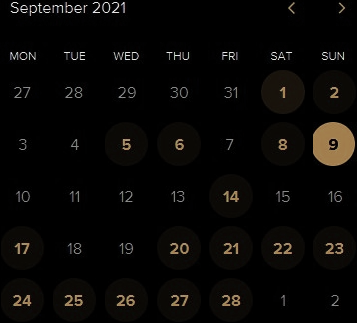 September 2021
MON TUE WED THU FRI SAT SUN
27 28 29 30 31 1 2
3 4 5 6 7 8 9
10 11 12 13 14 15 16
17 18 19 20 21 22 23
24 25 26 27 28 1 2